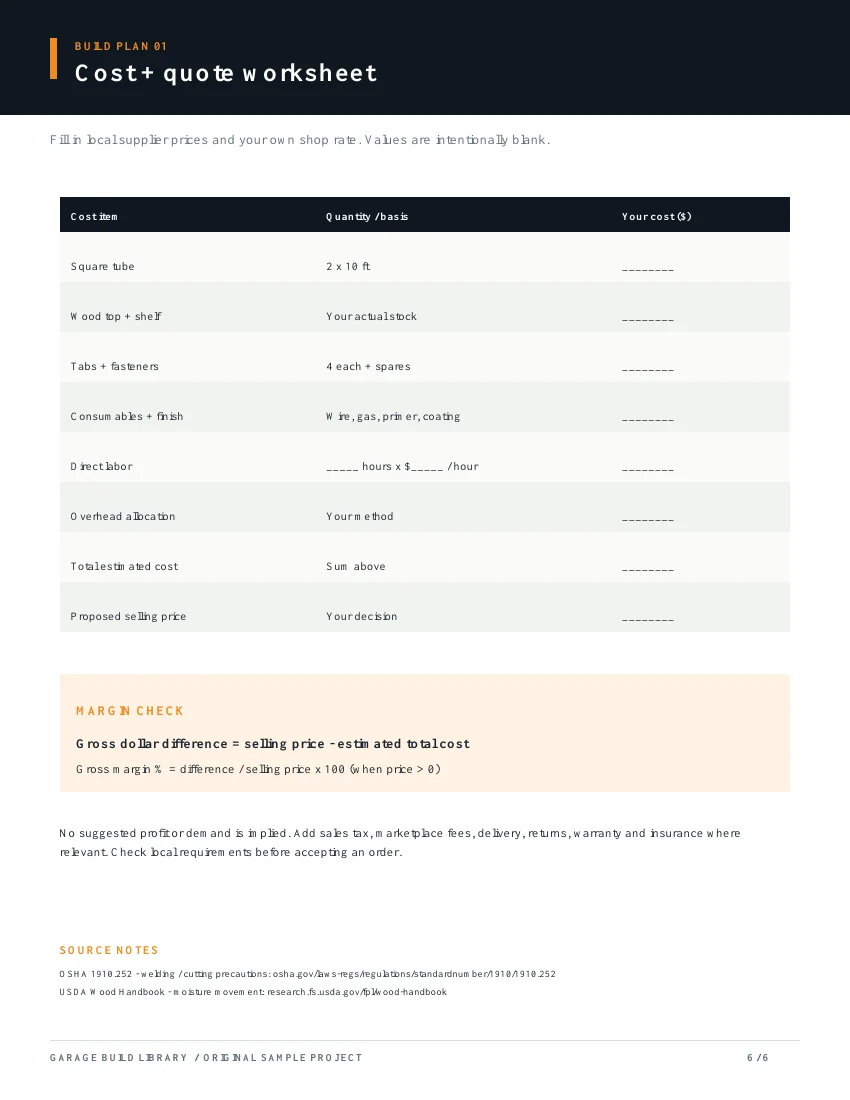 BUILD PLAN 01
Cost + quote worksheet
Fill in local supplier prices and your own shop rate. Values are intentionally blank.
Cost item Quantity / basis Your cost ($)
Square tube 2 x 10 ft ________
Wood top + shelf Your actual stock ________
Tabs + fasteners 4 each + spares ________
Consumables + finish Wire, gas, primer, coating ________
Direct labor _____ hours x $_____ / hour ________
Overhead allocation Your method ________
Total estimated cost Sum above ________
Proposed selling price Your decision ________
MARGIN CHECK
Gross dollar difference = selling price - estimated total cost
Gross margin % = difference / selling price x 100 (when price > 0)
No suggested profit or demand is implied. Add sales tax, marketplace fees, delivery, returns, warranty and insurance where
relevant. Check local requirements before accepting an order.
SOURCE NOTES
OSHA 1910.252 - welding / cutting precautions: osha.gov/laws-regs/regulations/standardnumber/1910/1910.252
USDA Wood Handbook - moisture movement: research.fs.usda.gov/fpl/wood-handbook
GARAGE BUILD LIBRARY / ORIGINAL SAMPLE PROJECT 6 / 6